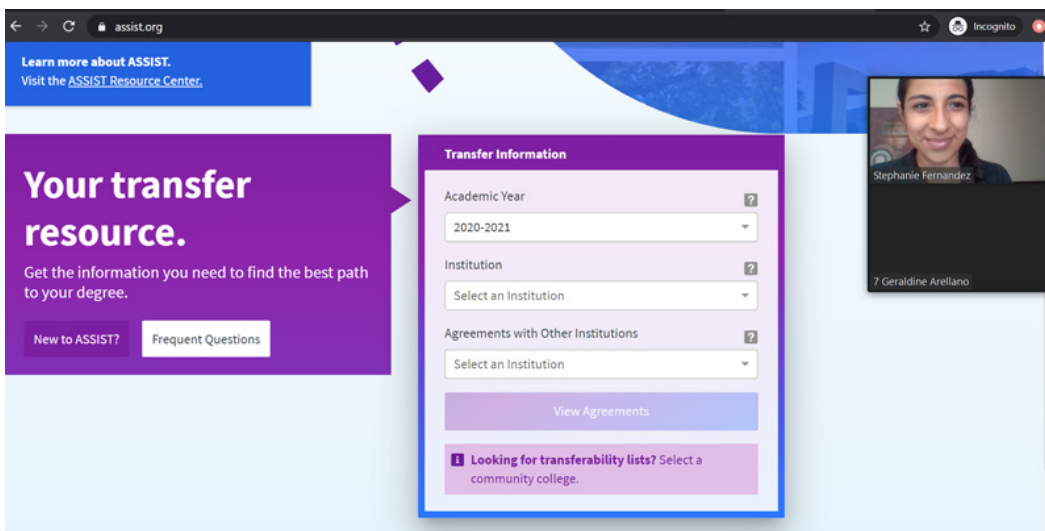 assist.org
Incognito
Learn more about ASSIST.
Visit the ASSIST Resource Center.
Your transfer
resource.
Get the information you need to find the best path
to your degree.
New to ASSIST?
Frequent Questions
Transfer Information
Academic Year
?
2020-2021
Institution
?
Select an Institution
Agreements with Other Institutions
?
Select an Institution
View Agreements
Looking for transferability lists? Select a
community college.
Stephanie Fernandez
7 Geraldine Arellano